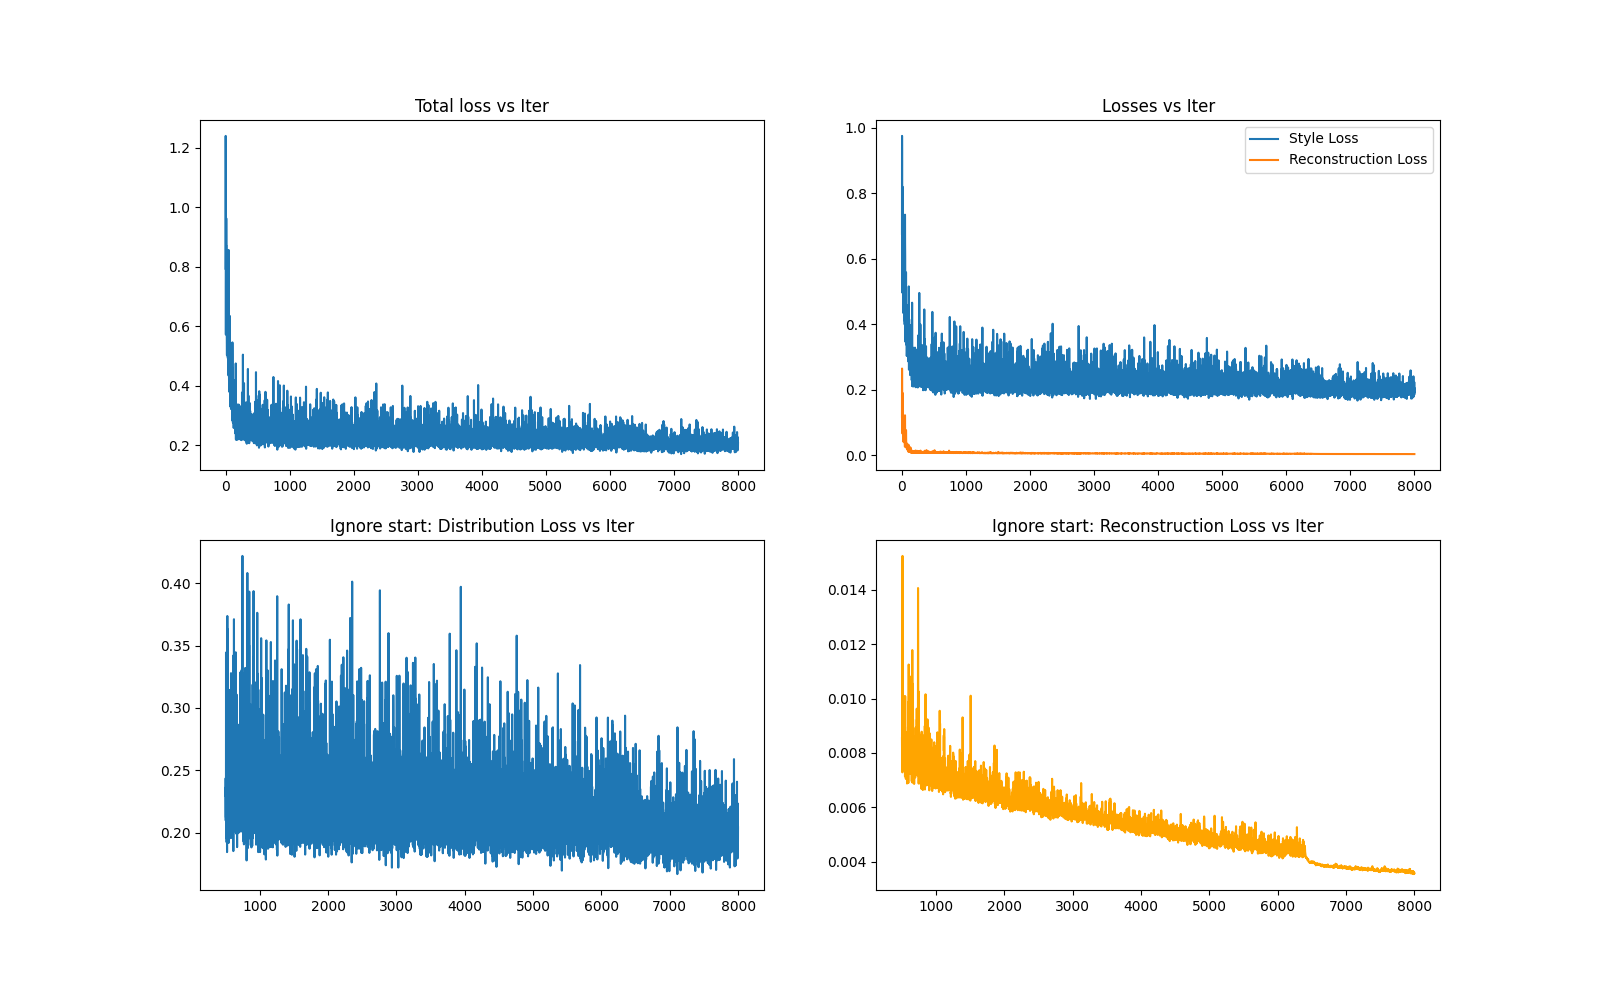 Total loss vs Iter
1.2
1.0
0.8
0.6
0.4
0.2
0 1000 2000 3000 4000 5000 6000 7000 8000
Losses vs Iter
Style Loss
Reconstruction Loss
1.0
0.8
0.6
0.4
0.2
0.0
0 1000 2000 3000 4000 5000 6000 7000 8000
Ignore start: Distribution Loss vs Iter
0.40
0.35
0.30
0.25
0.20
1000 2000 3000 4000 5000 6000 7000 8000
Ignore start: Reconstruction Loss vs Iter
0.014
0.012
0.010
0.008
0.006
0.004
1000 2000 3000 4000 5000 6000 7000 8000